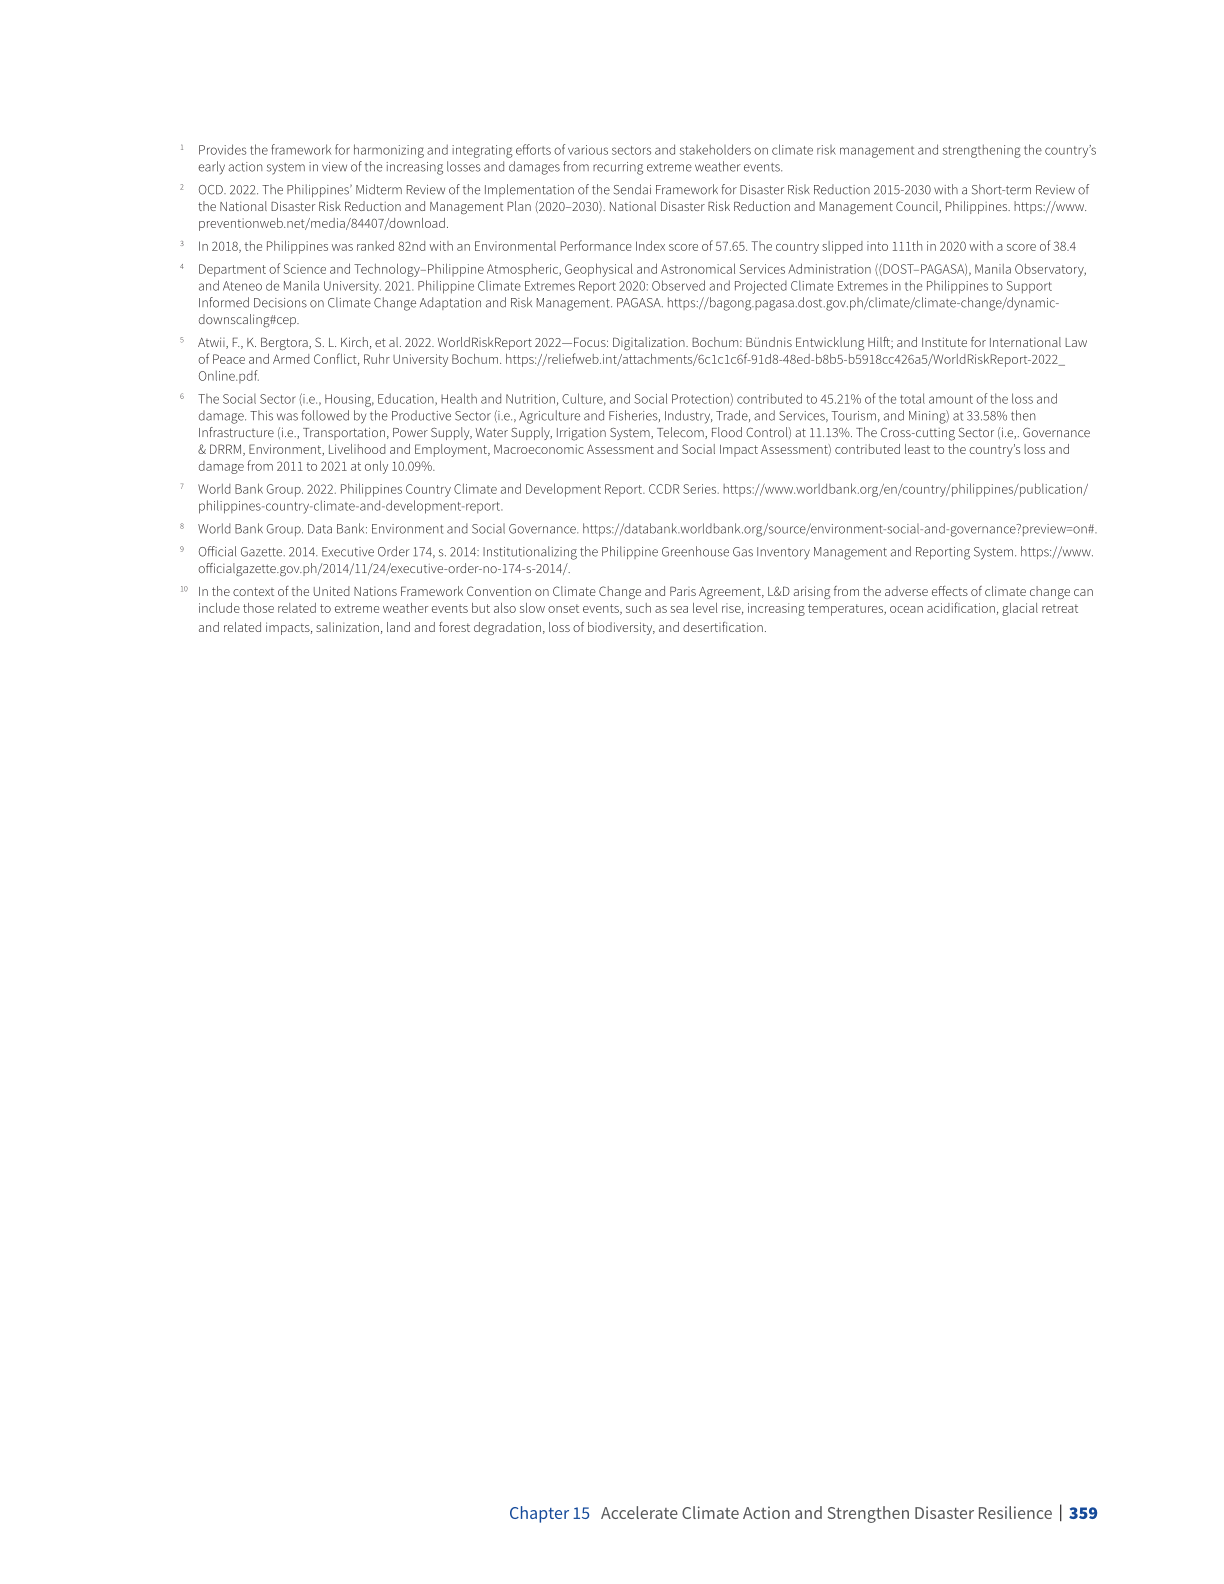 1 Provides the framework for harmonizing and integrating efforts of various sectors and stakeholders on climate risk management and strengthening the country’s
early action system in view of the increasing losses and damages from recurring extreme weather events.
2 OCD. 2022. The Philippines’ Midterm Review of the Implementation of the Sendai Framework for Disaster Risk Reduction 2015-2030 with a Short-term Review of
the National Disaster Risk Reduction and Management Plan (2020–2030). National Disaster Risk Reduction and Management Council, Philippines. https://www.
preventionweb.net/media/84407/download.
3 In 2018, the Philippines was ranked 82nd with an Environmental Performance Index score of 57.65. The country slipped into 111th in 2020 with a score of 38.4
4 Department of Science and Technology–Philippine Atmospheric, Geophysical and Astronomical Services Administration ((DOST–PAGASA), Manila Observatory,
and Ateneo de Manila University. 2021. Philippine Climate Extremes Report 2020: Observed and Projected Climate Extremes in the Philippines to Support
Informed Decisions on Climate Change Adaptation and Risk Management. PAGASA. https://bagong.pagasa.dost.gov.ph/climate/climate-change/dynamic-
downscaling#cep.
5 Atwii, F., K. Bergtora, S. L. Kirch, et al. 2022. WorldRiskReport 2022—Focus: Digitalization. Bochum: Bündnis Entwicklung Hilft; and Institute for International Law
of Peace and Armed Conflict, Ruhr University Bochum. https://reliefweb.int/attachments/6c1c1c6f-91d8-48ed-b8b5-b5918cc426a5/WorldRiskReport-2022_
Online.pdf.
6 The Social Sector (i.e., Housing, Education, Health and Nutrition, Culture, and Social Protection) contributed to 45.21% of the total amount of the loss and
damage. This was followed by the Productive Sector (i.e., Agriculture and Fisheries, Industry, Trade, and Services, Tourism, and Mining) at 33.58% then
Infrastructure (i.e., Transportation, Power Supply, Water Supply, Irrigation System, Telecom, Flood Control) at 11.13%. The Cross-cutting Sector (i.e,. Governance
& DRRM, Environment, Livelihood and Employment, Macroeconomic Assessment and Social Impact Assessment) contributed least to the country’s loss and
damage from 2011 to 2021 at only 10.09%.
7 World Bank Group. 2022. Philippines Country Climate and Development Report. CCDR Series. https://www.worldbank.org/en/country/philippines/publication/
philippines-country-climate-and-development-report.
8 World Bank Group. Data Bank: Environment and Social Governance. https://databank.worldbank.org/source/environment-social-and-governance?preview=on#.
9 Official Gazette. 2014. Executive Order 174, s. 2014: Institutionalizing the Philippine Greenhouse Gas Inventory Management and Reporting System. https://www.
officialgazette.gov.ph/2014/11/24/executive-order-no-174-s-2014/.
10 In the context of the United Nations Framework Convention on Climate Change and Paris Agreement, L&D arising from the adverse effects of climate change can
include those related to extreme weather events but also slow onset events, such as sea level rise, increasing temperatures, ocean acidification, glacial retreat
and related impacts, salinization, land and forest degradation, loss of biodiversity, and desertification.
Chapter 15 Accelerate Climate Action and Strengthen Disaster Resilience | 359